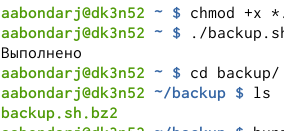 aabondarj@dk3n52 ~ $ chmod +x *.
aabondarj@dk3n52 ~ $ ./backup.sh
Выполнено
aabondarj@dk3n52 ~ $ cd backup/
aabondarj@dk3n52 ~/backup $ ls
backup.sh.bz2
aabondarj@dk3n52 ~/backup $